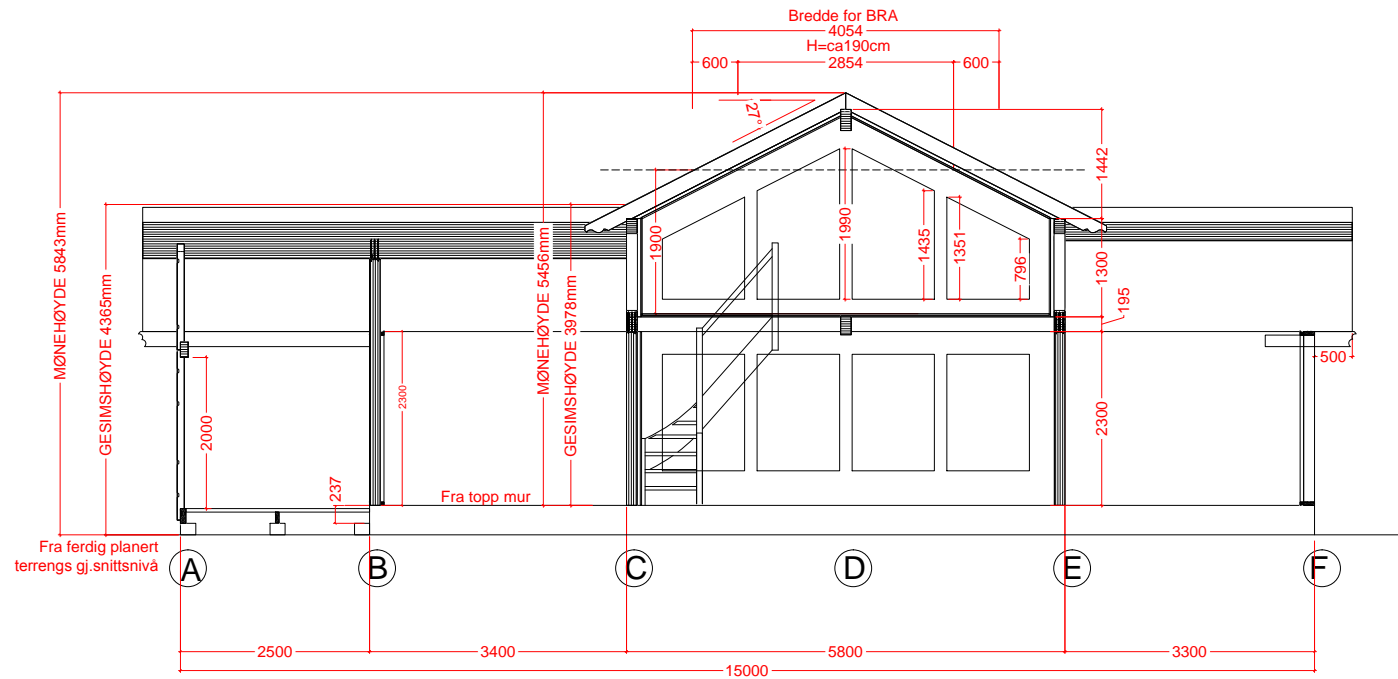 Bredde for BRA
4054
H=ca190cm
600
2854
600
27°
MØNEHØYDE 5843mm
GESIMSHØYDE 4365mm
MØNEHØYDE 5456mm
GESIMSHØYDE 3978mm
1442
1900
1990
1435
1351
796
1300
195
2000
2300
2300
500
237
Fra topp mur
Fra ferdig planert
terrengs gj.snittsnivå
A
B
C
D
E
F
2500
3400
5800
3300
15000